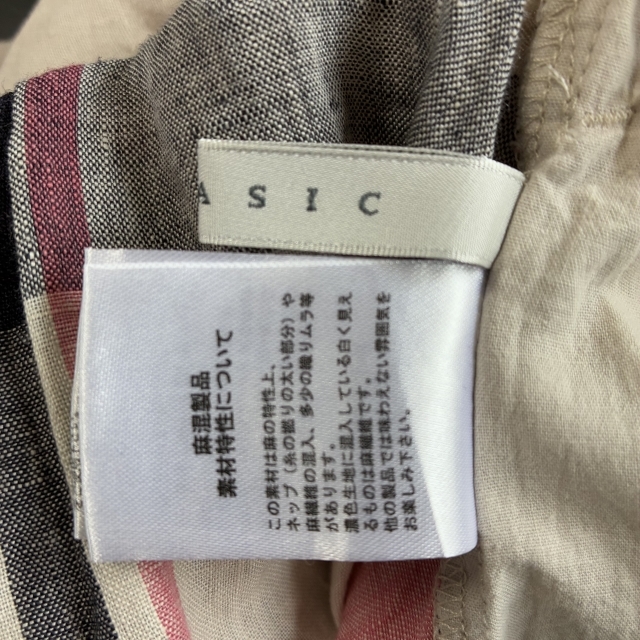 ASIC
麻混製品
素材特性について
この素材は麻の特性上、
ネップ（糸の節りの太い部分）や
麻繊維の混入、多少の織りムラ等
があります。
濃色生地に混入している白く見え
るものは麻繊維です。
他の製品では味わえない雰囲気を
お楽しみ下さい。